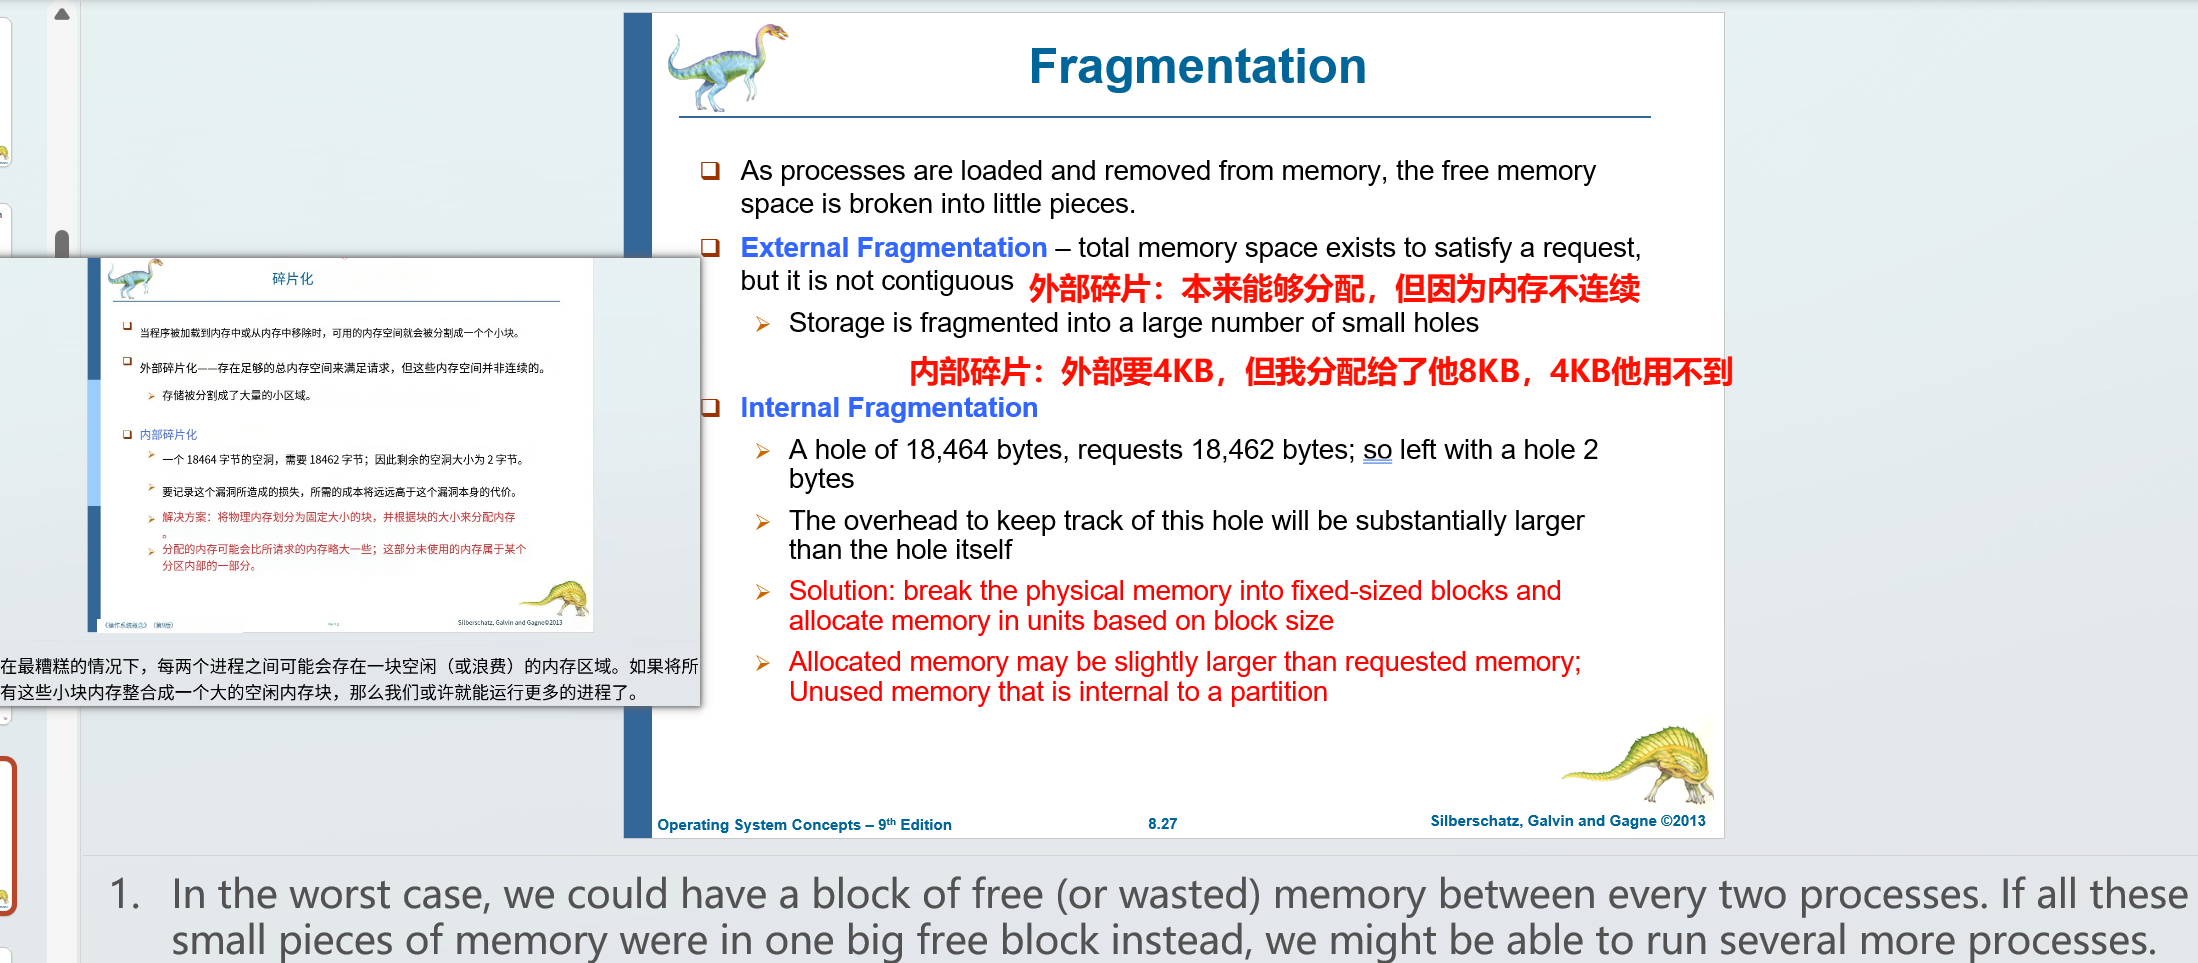 Fragmentation
As processes are loaded and removed from memory, the free memory
space is broken into little pieces.
External Fragmentation – total memory space exists to satisfy a request,
but it is not contiguous
外部碎片：本来能够分配，但因为内存不连续
Storage is fragmented into a large number of small holes
内部碎片：外部要4KB，但我分配给了他8KB，4KB他用不到
Internal Fragmentation
A hole of 18,464 bytes, requests 18,462 bytes; so left with a hole 2
bytes
The overhead to keep track of this hole will be substantially larger
than the hole itself
Solution: break the physical memory into fixed-sized blocks and
allocate memory in units based on block size
Allocated memory may be slightly larger than requested memory;
Unused memory that is internal to a partition
Operating System Concepts – 9th Edition
8.27
Silberschatz, Galvin and Gagne ©2013
碎片化
当程序被加载到内存中或从内存中移除时，可用的内存空间就会被分割成一个个小块。
外部碎片化——存在足够的总内存空间来满足请求，但这些内存空间并非连续的。
存储被分割成了大量的小区域。
内部碎片化
一个 18464 字节的空洞，需要 18462 字节；因此剩余的空洞大小为 2 字节。
要记录这个漏洞所造成的损失，所需的成本将远远高于这个漏洞本身的代价。
解决方案：将物理内存划分为固定大小的块，并根据块的大小来分配内存
。
分配的内存可能会比所请求的内存略大一些；这部分未使用的内存属于某个
分区内部的一部分。
《操作系统概念》（第9版）
Silberschatz, Galvin and Gagne©2013
在最糟糕的情况下，每两个进程之间可能会存在一块空闲（或浪费）的内存区域。如果将所
有这些小块内存整合成一个大的空闲内存块，那么我们或许就能运行更多的进程了。
1. In the worst case, we could have a block of free (or wasted) memory between every two processes. If all these
small pieces of memory were in one big free block instead, we might be able to run several more processes.